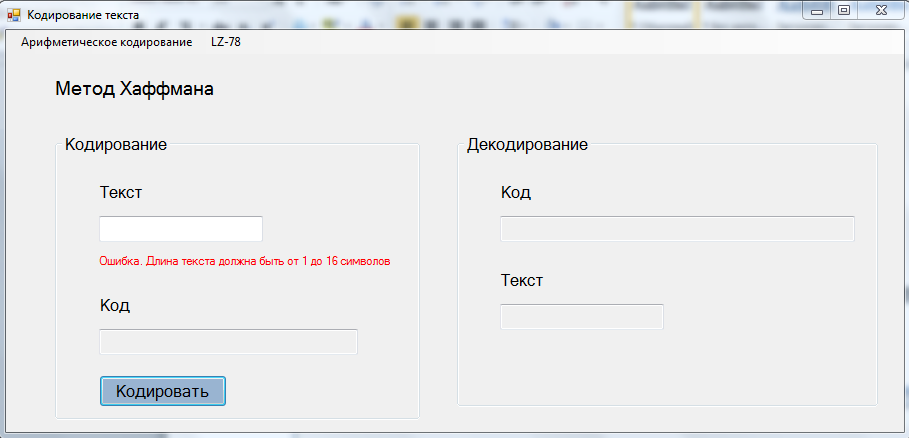 Кодирование текста
Арифметическое кодирование LZ-78
Метод Хаффмана
Кодирование
Текст
Ошибка. Длина текста должна быть от 1 до 16 символов
Код
Кодировать
Декодирование
Код
Текст